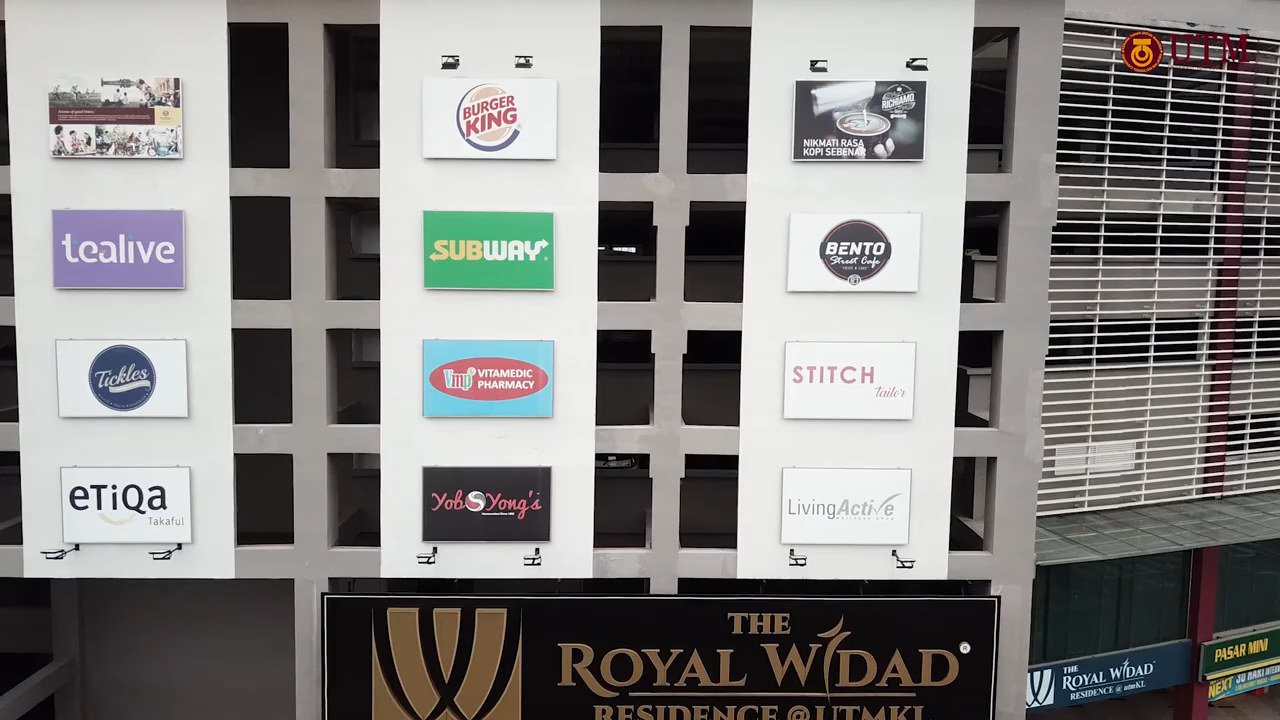 UTM
BURGER
KING
RICHIAMO
NIKMATI RASA
KOPI SEBENAR
tealive
SUBWAY
BENTO
Street Cafe
Tickles
Vmp
VITAMEDIC
PHARMACY
STITCH
tailor
eTiQa
Takaful
Yob Yong's
LivingActive
THE
ROYAL WIDAD®
RESIDENCE @ UTMKL
THE
ROYAL WIDAD
RESIDENCE @ utmKL
PASAR MINI
NEXT